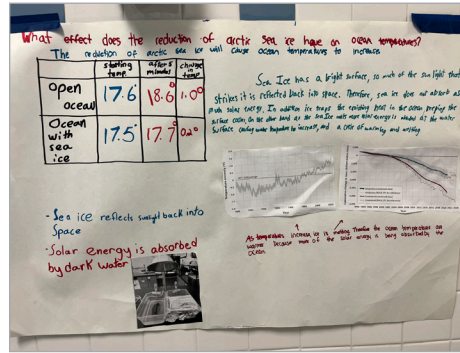 What effect does the reduction of arctic sea ice have on ocean temperatures?
The reduction of arctic sea ice will cause ocean temperatures to increase.
starting temp. after 5 minutes change in temp
Open ocean 17.6° 18.6° 1.0°
Ocean with sea ice 17.5° 17.7° 0.2°
Sea Ice has a bright surface, so much of the sun light that
strikes it is reflected back into space. Therefore, sea ice does not absorb as
much solar energy. In addition ice traps the existing heat in the ocean keeping the
surface cooler. On the other hand as the sea Ice melts more solar energy is absorbed at the water
surface causing water temperature to increase, and a cycle of warming and melting.
· Sea ice reflects sunlight back into
Space
· Solar energy is absorbed
by dark water
As temperatures increase, ice is melting. Therefore the ocean temperatures are
warmer because more of the solar energy is being absorbed by the
ocean.